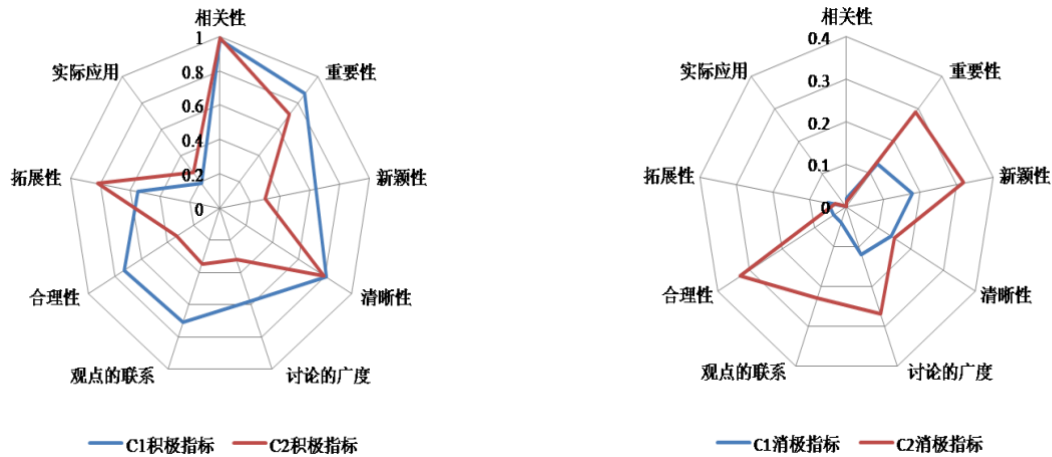 相关性
1
0.8
0.6
0.4
0.2
0
重要性
新颖性
清晰性
讨论的广度
观点的联系
合理性
拓展性
实际应用
C1积极指标 C2积极指标
相关性
0.4
0.3
0.2
0.1
0
重要性
新颖性
清晰性
讨论的广度
观点的联系
合理性
拓展性
实际应用
C1消极指标 C2消极指标